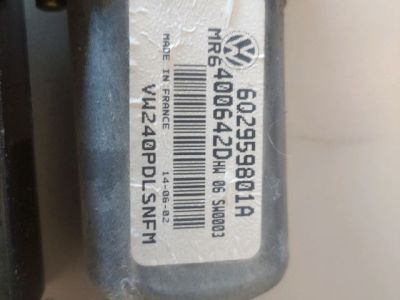 6Q2959801A
MR6400642D HW 06 SW0003
MADE IN FRANCE 14-06-02
VW240PDLSNFM